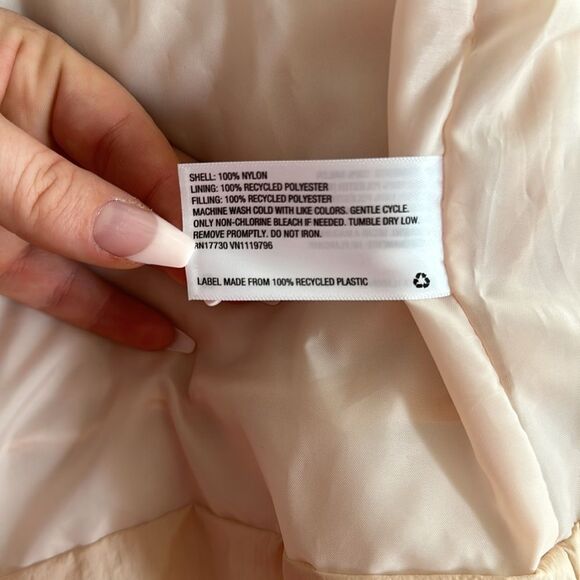 SHELL: 100% NYLON
LINING: 100% RECYCLED POLYESTER
FILLING: 100% RECYCLED POLYESTER
MACHINE WASH COLD WITH LIKE COLORS. GENTLE CYCLE.
ONLY NON-CHLORINE BLEACH IF NEEDED. TUMBLE DRY LOW.
REMOVE PROMPTLY. DO NOT IRON.
RN17730 VN1119796
LABEL MADE FROM 100% RECYCLED PLASTIC